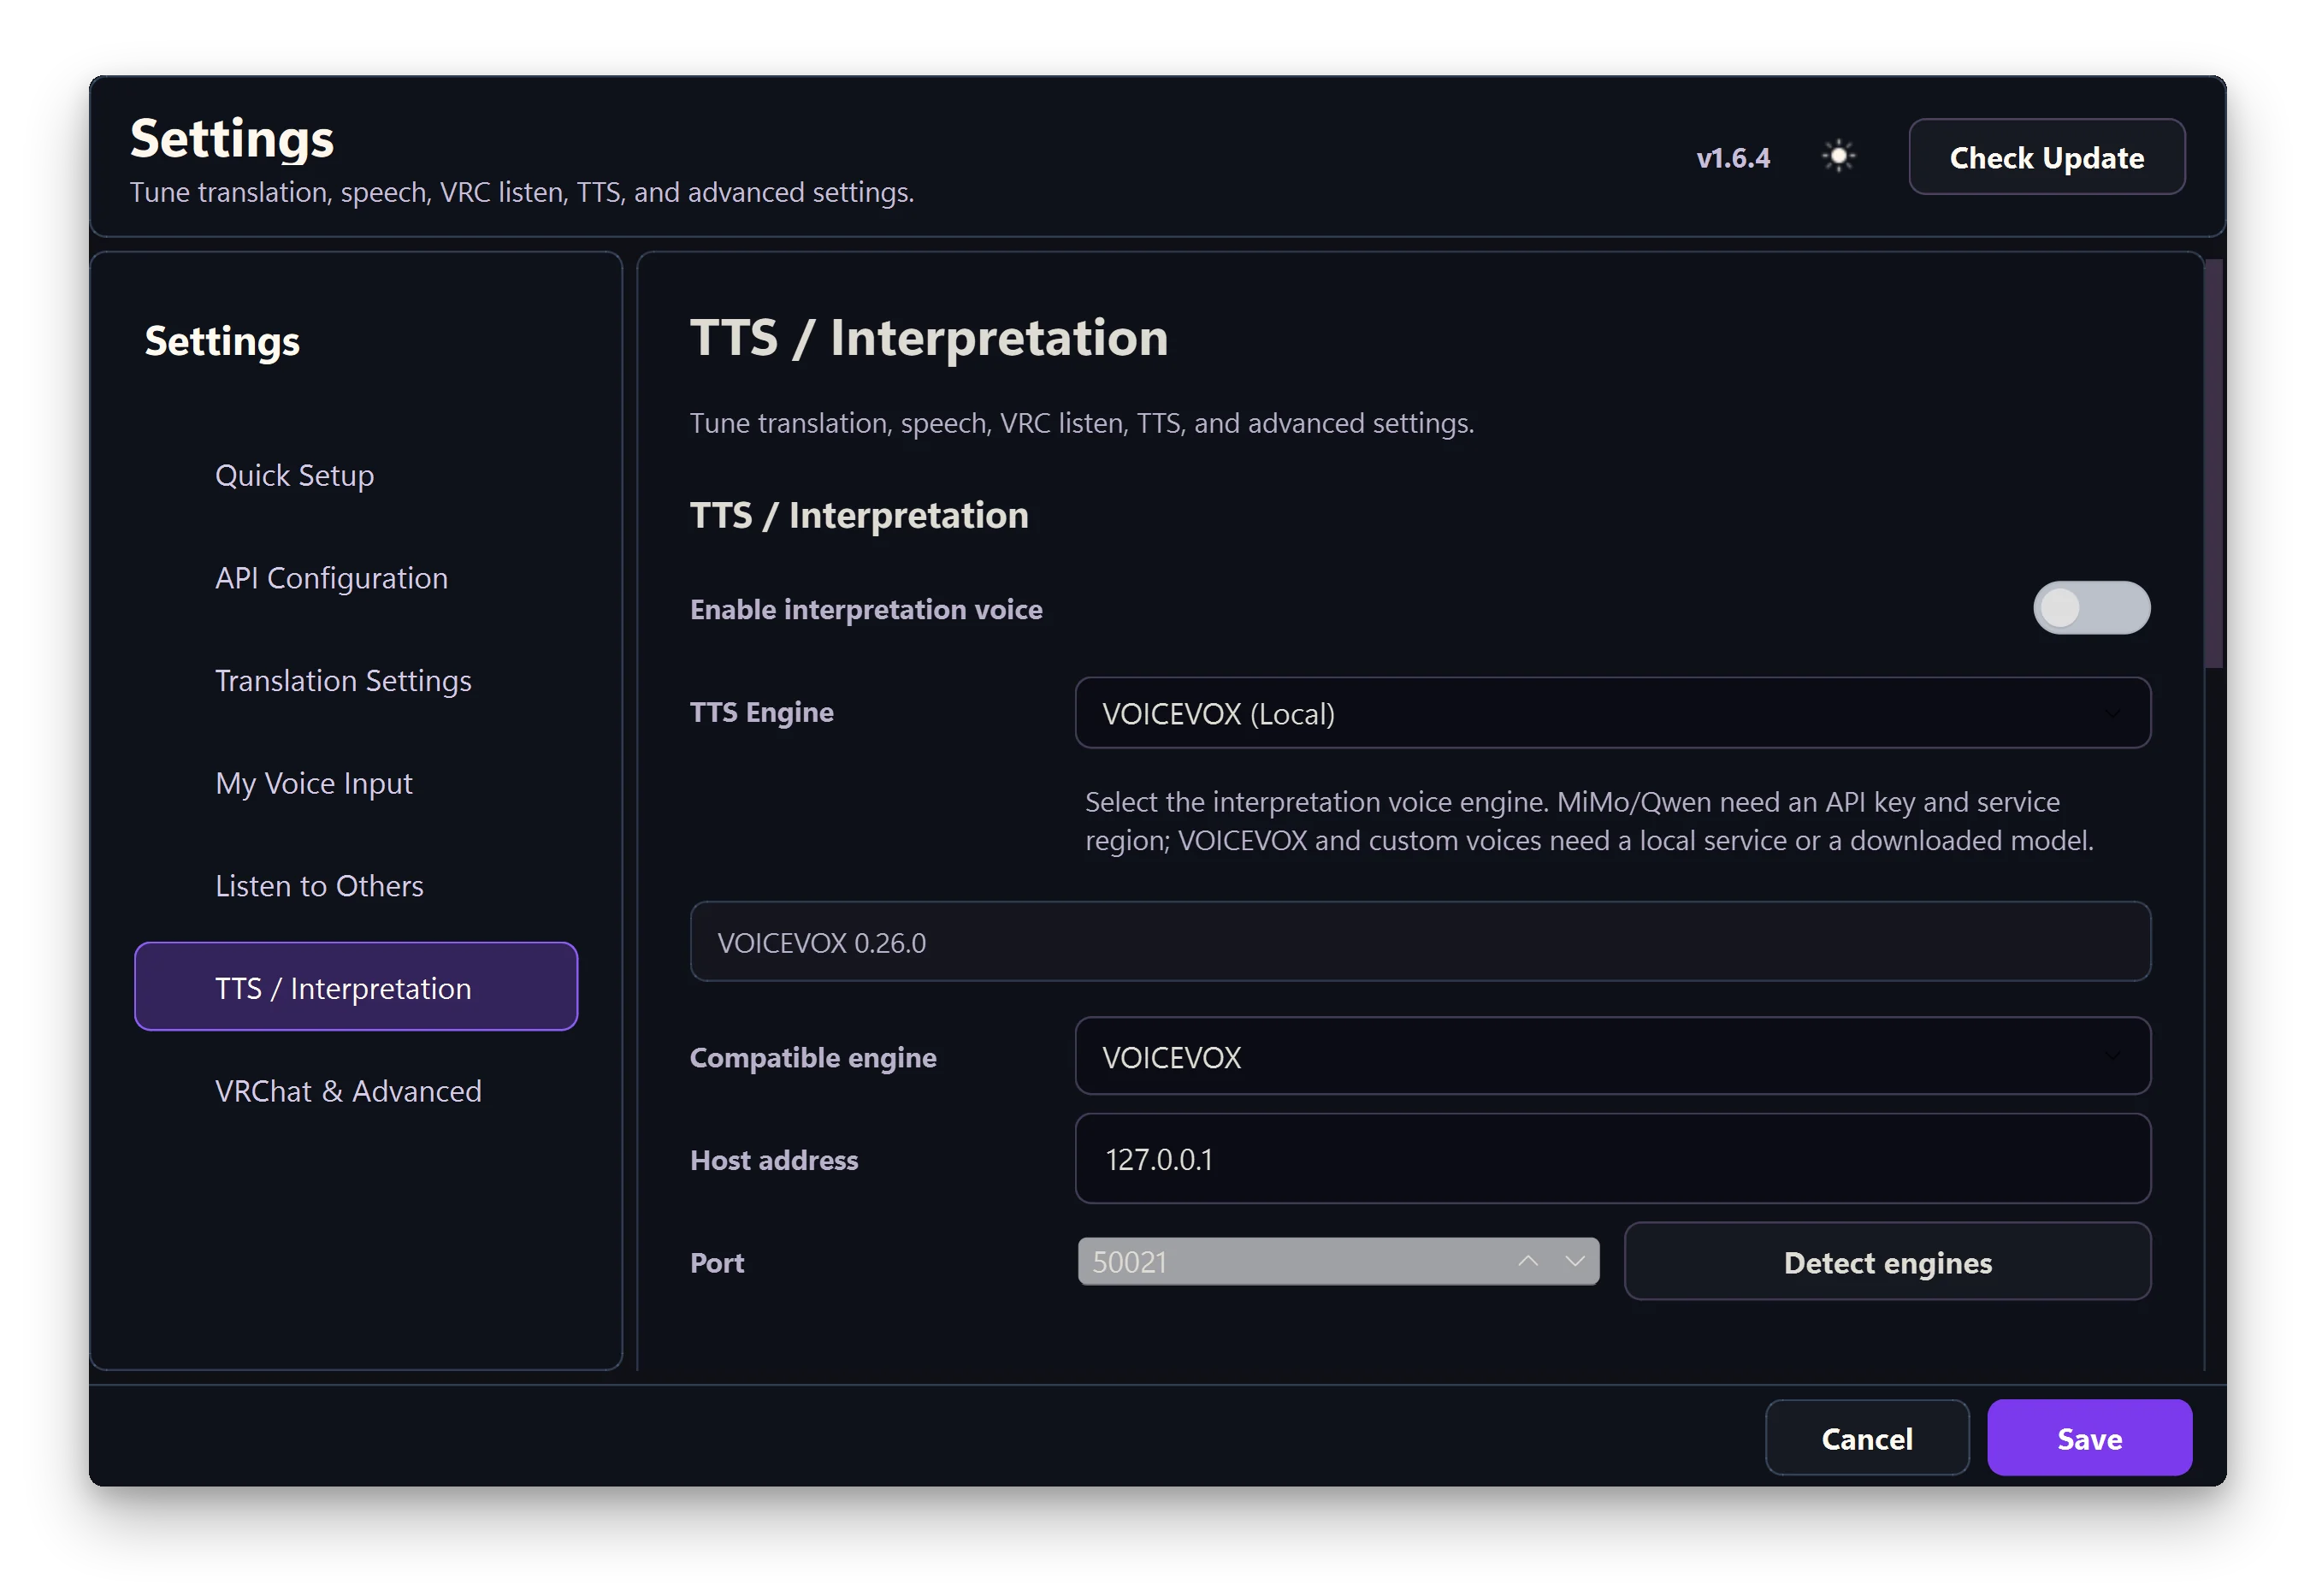 Settings
Tune translation, speech, VRC listen, TTS, and advanced settings.
v1.6.4
Check Update
Settings
Quick Setup
API Configuration
Translation Settings
My Voice Input
Listen to Others
TTS / Interpretation
VRChat & Advanced
TTS / Interpretation
Tune translation, speech, VRC listen, TTS, and advanced settings.
TTS / Interpretation
Enable interpretation voice
TTS Engine
VOICEVOX (Local)
Select the interpretation voice engine. MiMo/Qwen need an API key and service
region; VOICEVOX and custom voices need a local service or a downloaded model.
VOICEVOX 0.26.0
Compatible engine
VOICEVOX
Host address
127.0.0.1
Port
50021
Detect engines
Cancel
Save